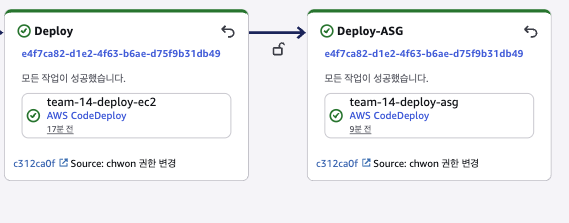 Deploy
e4f7ca82-d1e2-4f63-b6ae-d75f9b31db49
모든 작업이 성공했습니다.
team-14-deploy-ec2
AWS CodeDeploy
17분 전
c312ca0f Source: chwon 권한 변경
Deploy-ASG
e4f7ca82-d1e2-4f63-b6ae-d75f9b31db49
모든 작업이 성공했습니다.
team-14-deploy-asg
AWS CodeDeploy
9분 전
c312ca0f Source: chwon 권한 변경